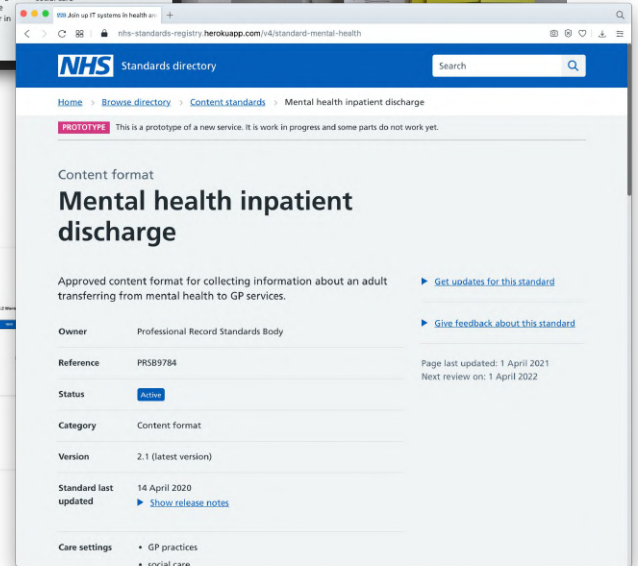 Join up IT systems in health an
nhs-standards-registry.herokuapp.com/v4/standard-mental-health
NHS Standards directory
Search
Home > Browse directory > Content standards > Mental health inpatient discharge
PROTOTYPE This is a prototype of a new service. It is work in progress and some parts do not work yet.
Content format
Mental health inpatient
discharge
Approved content format for collecting information about an adult
transferring from mental health to GP services.
Get updates for this standard
Give feedback about this standard
Page last updated: 1 April 2021
Next review on: 1 April 2022
Owner Professional Record Standards Body
Reference PRSB9784
Status Active
Category Content format
Version 2.1 (latest version)
Standard last 14 April 2020
updated Show release notes
Care settings • GP practices
• social care